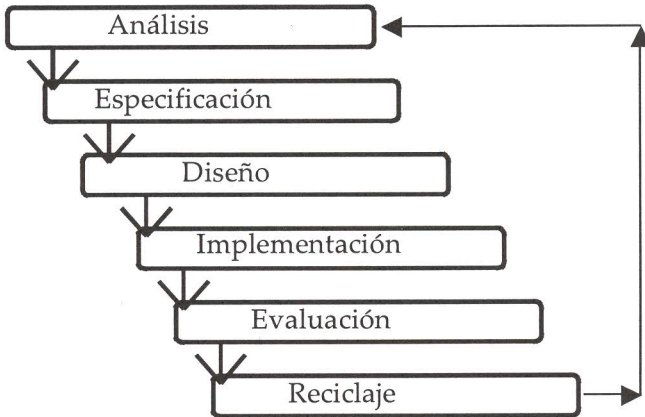 Análisis
Especificación
Diseño
Implementación
Evaluación
Reciclaje